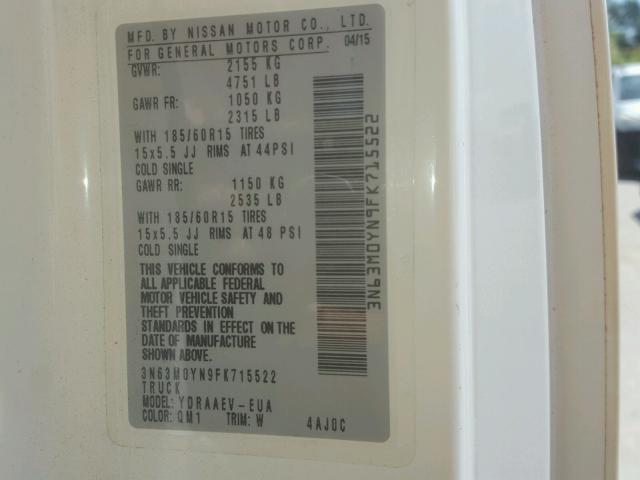 MFD. BY NISSAN MOTOR CO., LTD.
FOR GENERAL MOTORS CORP. 04/15
GVWR: 2155 KG
4751 LB
GAWR FR: 1050 KG
2315 LB
WITH 185/60R15 TIRES
15x5.5 JJ RIMS AT 44PSI
COLD SINGLE
GAWR RR: 1150 KG
2535 LB
WITH 185/60R15 TIRES
15x5.5 JJ RIMS AT 48 PSI
COLD SINGLE
THIS VEHICLE CONFORMS TO
ALL APPLICABLE FEDERAL
MOTOR VEHICLE SAFETY AND
THEFT PREVENTION
STANDARDS IN EFFECT ON THE
DATE OF MANUFACTURE
SHOWN ABOVE.
3N63M0YN9FK715522
TRUCK
MODEL: YDRAAEV-EUA
COLOR: QM1 TRIM: W 4AJ0C
3N63M0YN9FK715522